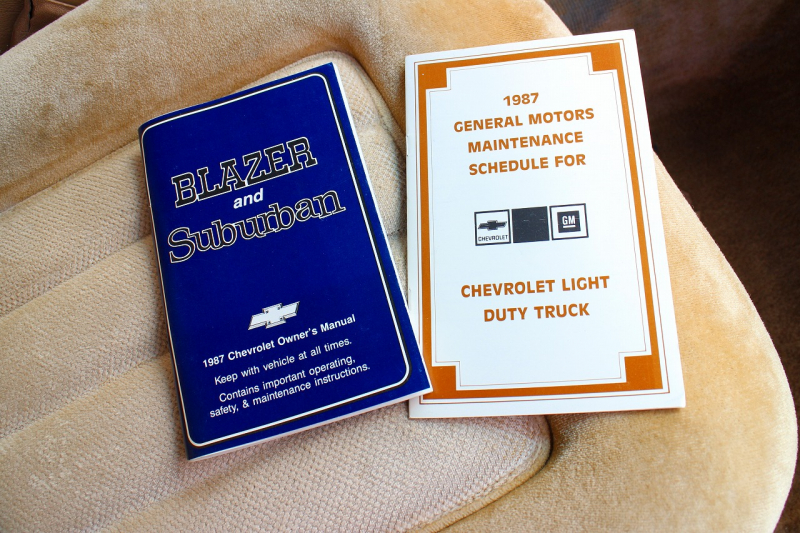 BLAZER
and
Suburban
1987 Chevrolet Owner's Manual
Keep with vehicle at all times.
Contains important operating,
safety, & maintenance instructions.
1987
GENERAL MOTORS
MAINTENANCE
SCHEDULE FOR
CHEVROLET
GM
CHEVROLET LIGHT
DUTY TRUCK